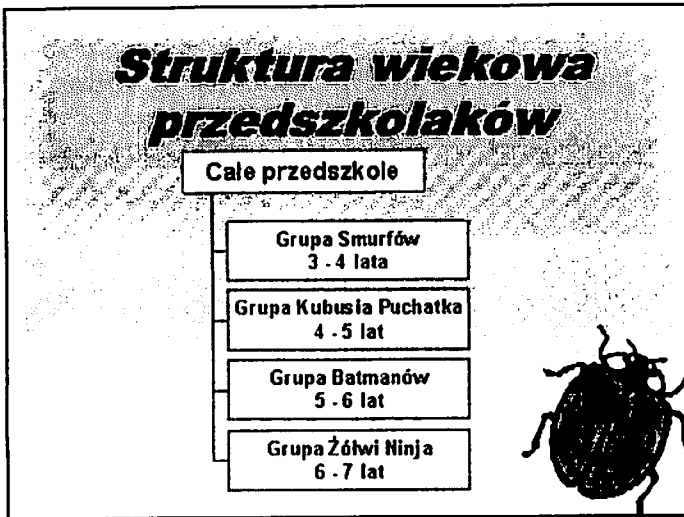 Struktura wiekowa
przedszkolaków
Całe przedszkole
Grupa Smurfów
3 - 4 lata
Grupa Kubusia Puchatka
4 - 5 lat
Grupa Batmanów
5 - 6 lat
Grupa Żółwi Ninja
6 - 7 lat